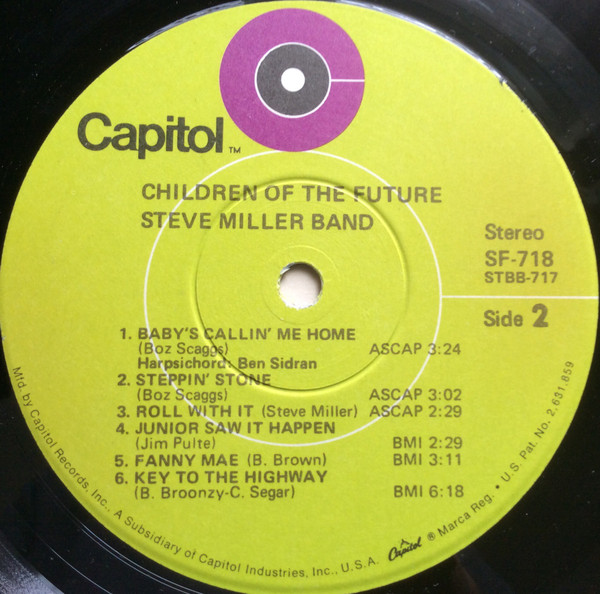 Capitol TM
CHILDREN OF THE FUTURE
STEVE MILLER BAND
Stereo
SF-718
STBB-717
Side 2
1. BABY'S CALLIN' ME HOME
(Boz Scaggs) ASCAP 3:24
Harpsichord: Ben Sidran
2. STEPPIN' STONE
(Boz Scaggs) ASCAP 3:02
3. ROLL WITH IT (Steve Miller) ASCAP 2:29
4. JUNIOR SAW IT HAPPEN
(Jim Pulte) BMI 2:29
5. FANNY MAE (B. Brown) BMI 3:11
6. KEY TO THE HIGHWAY
(B. Broonzy-C. Segar) BMI 6:18
Mfd. by Capitol Records, Inc., A Subsidiary of Capitol Industries, Inc., U.S.A. Capitol ® Marca Reg. • U.S. Pat. No. 2,631,859